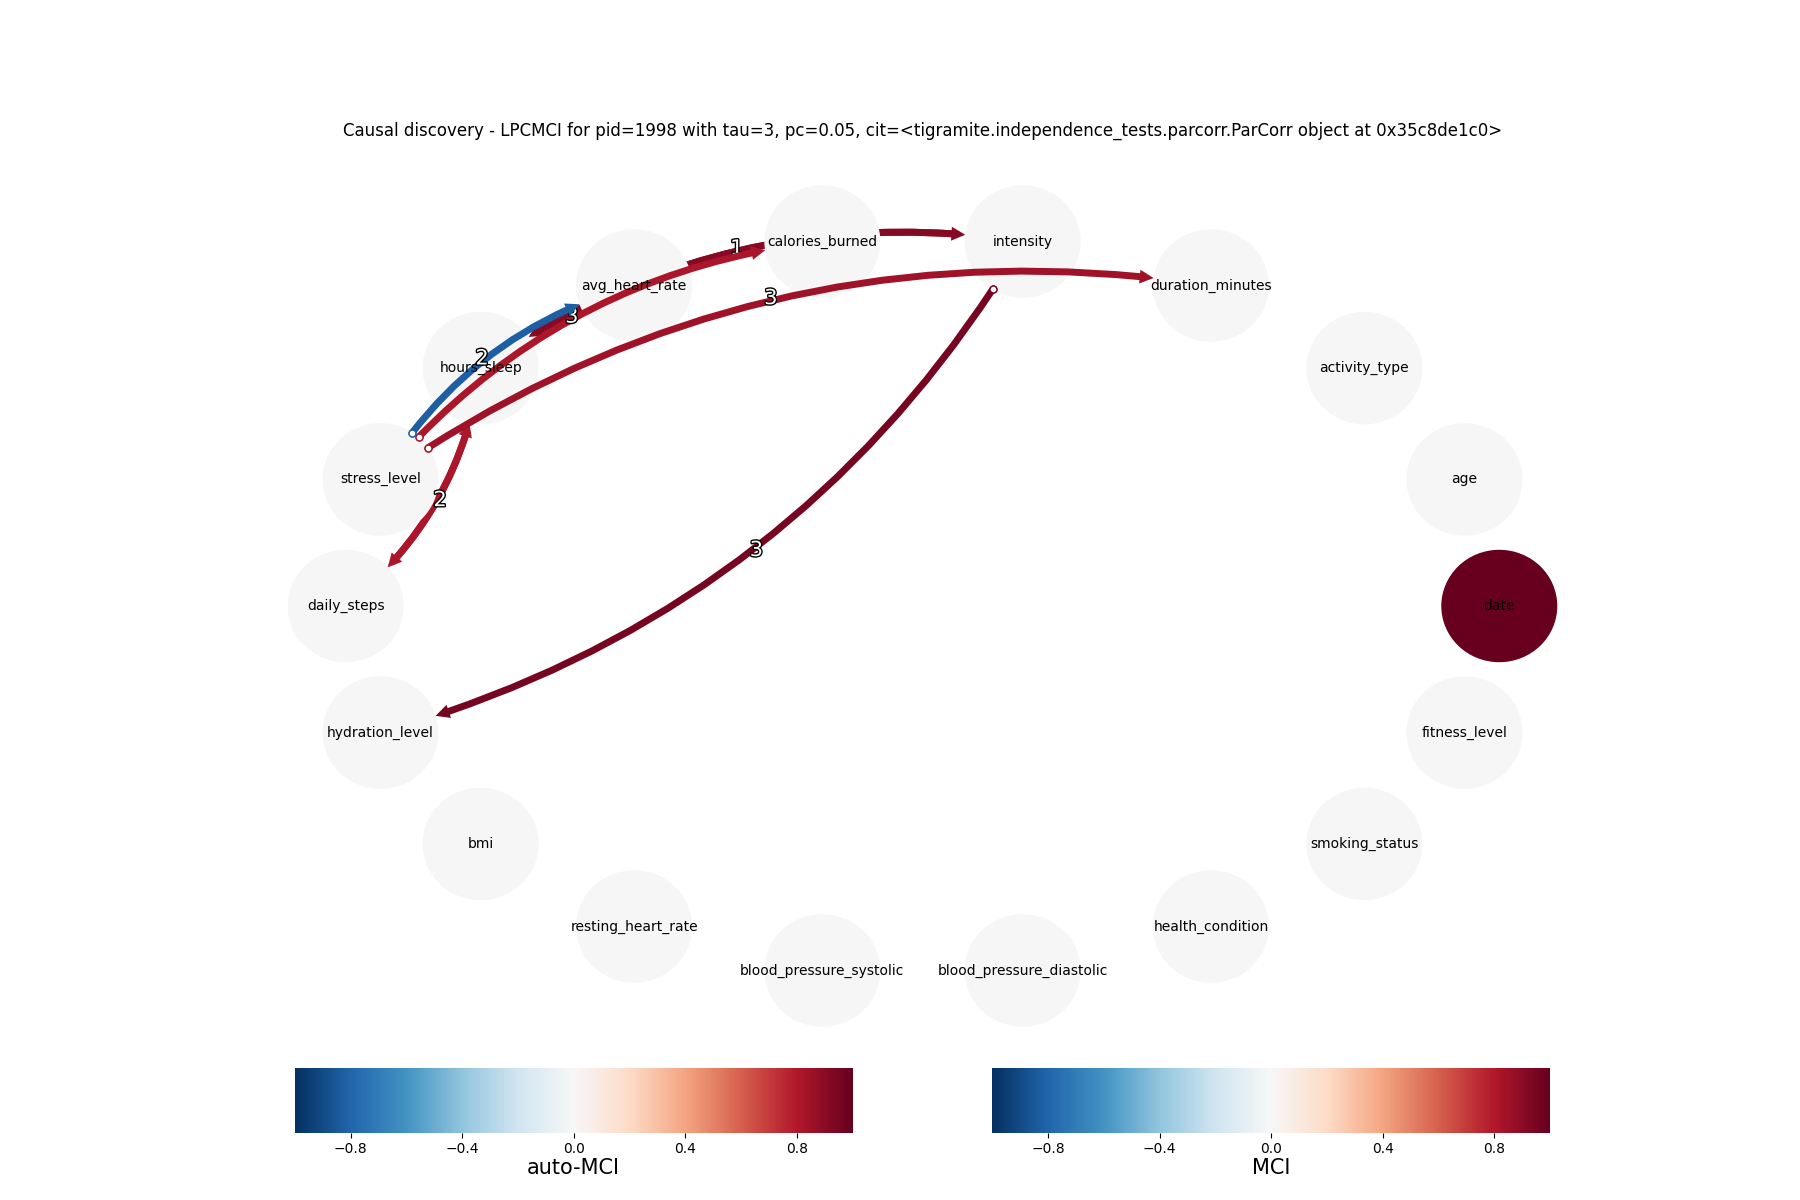 Causal discovery - LPCMCI for pid=1998 with tau=3, pc=0.05, cit=<tigramite.independence_tests.parcorr.ParCorr object at 0x35c8de1c0>
calories_burned
intensity
1
avg_heart_rate
duration_minutes
3
3
2
hours_sleep
activity_type
stress_level
age
2
3
daily_steps
date
hydration_level
fitness_level
bmi
smoking_status
resting_heart_rate
health_condition
blood_pressure_systolic
blood_pressure_diastolic
−0.8 −0.4 0.0 0.4 0.8
auto-MCI
−0.8 −0.4 0.0 0.4 0.8
MCI